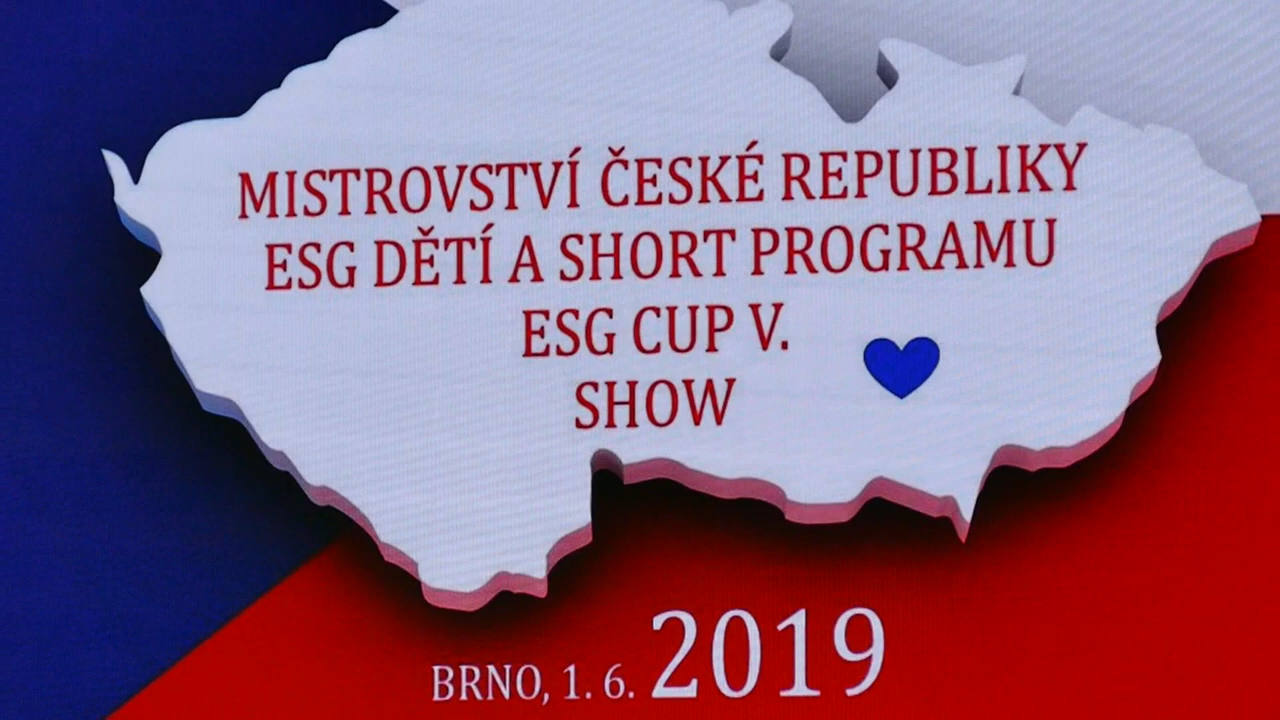 MISTROVSTVÍ ČESKÉ REPUBLIKY
ESG DĚTÍ A SHORT PROGRAMU
ESG CUP V.
SHOW
BRNO, 1. 6. 2019